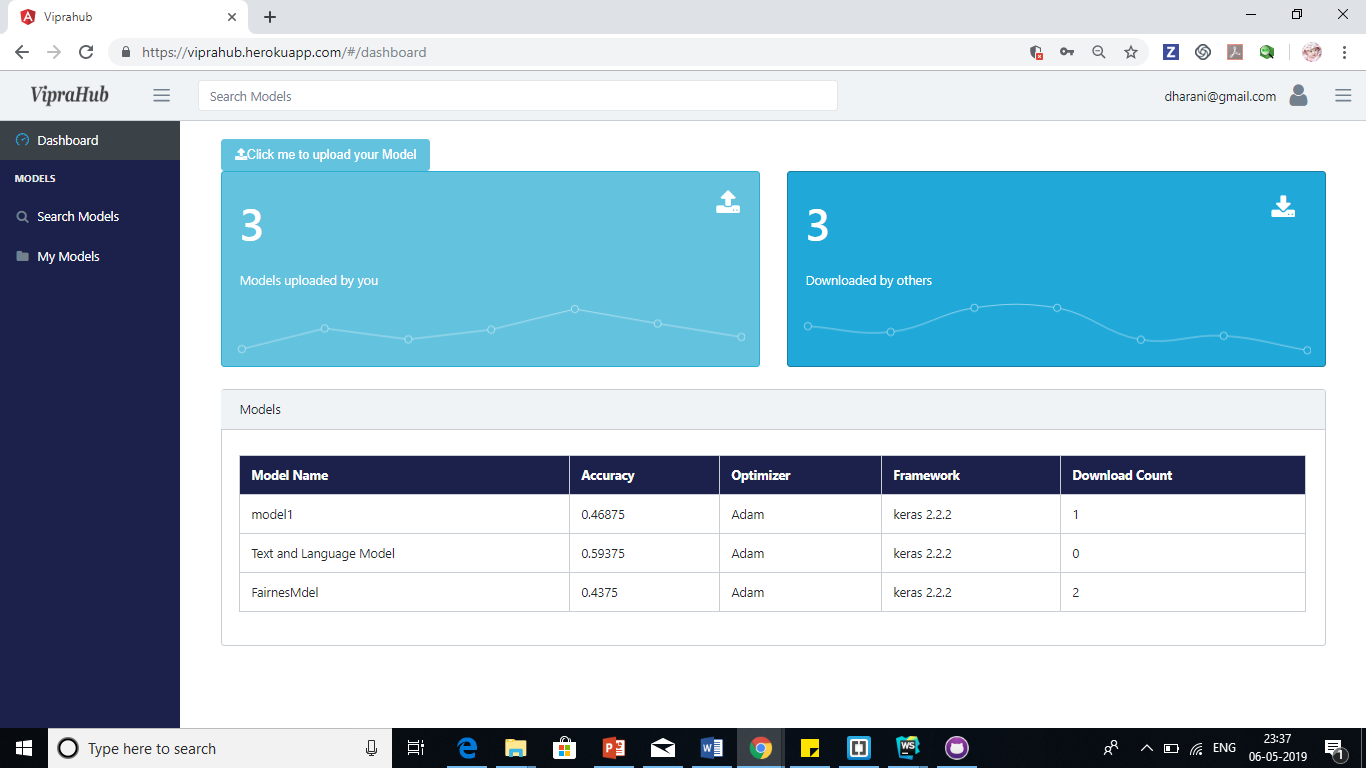 Viprahub
https://viprahub.herokuapp.com/#/dashboard
VipraHub
Search Models
dharani@gmail.com
Dashboard
MODELS
Search Models
My Models
Click me to upload your Model
3
Models uploaded by you
3
Downloaded by others
Models
Model Name Accuracy Optimizer Framework Download Count
model1 0.46875 Adam keras 2.2.2 1
Text and Language Model 0.59375 Adam keras 2.2.2 0
FairnesMdel 0.4375 Adam keras 2.2.2 2
Type here to search
ENG
23:37
06-05-2019
1